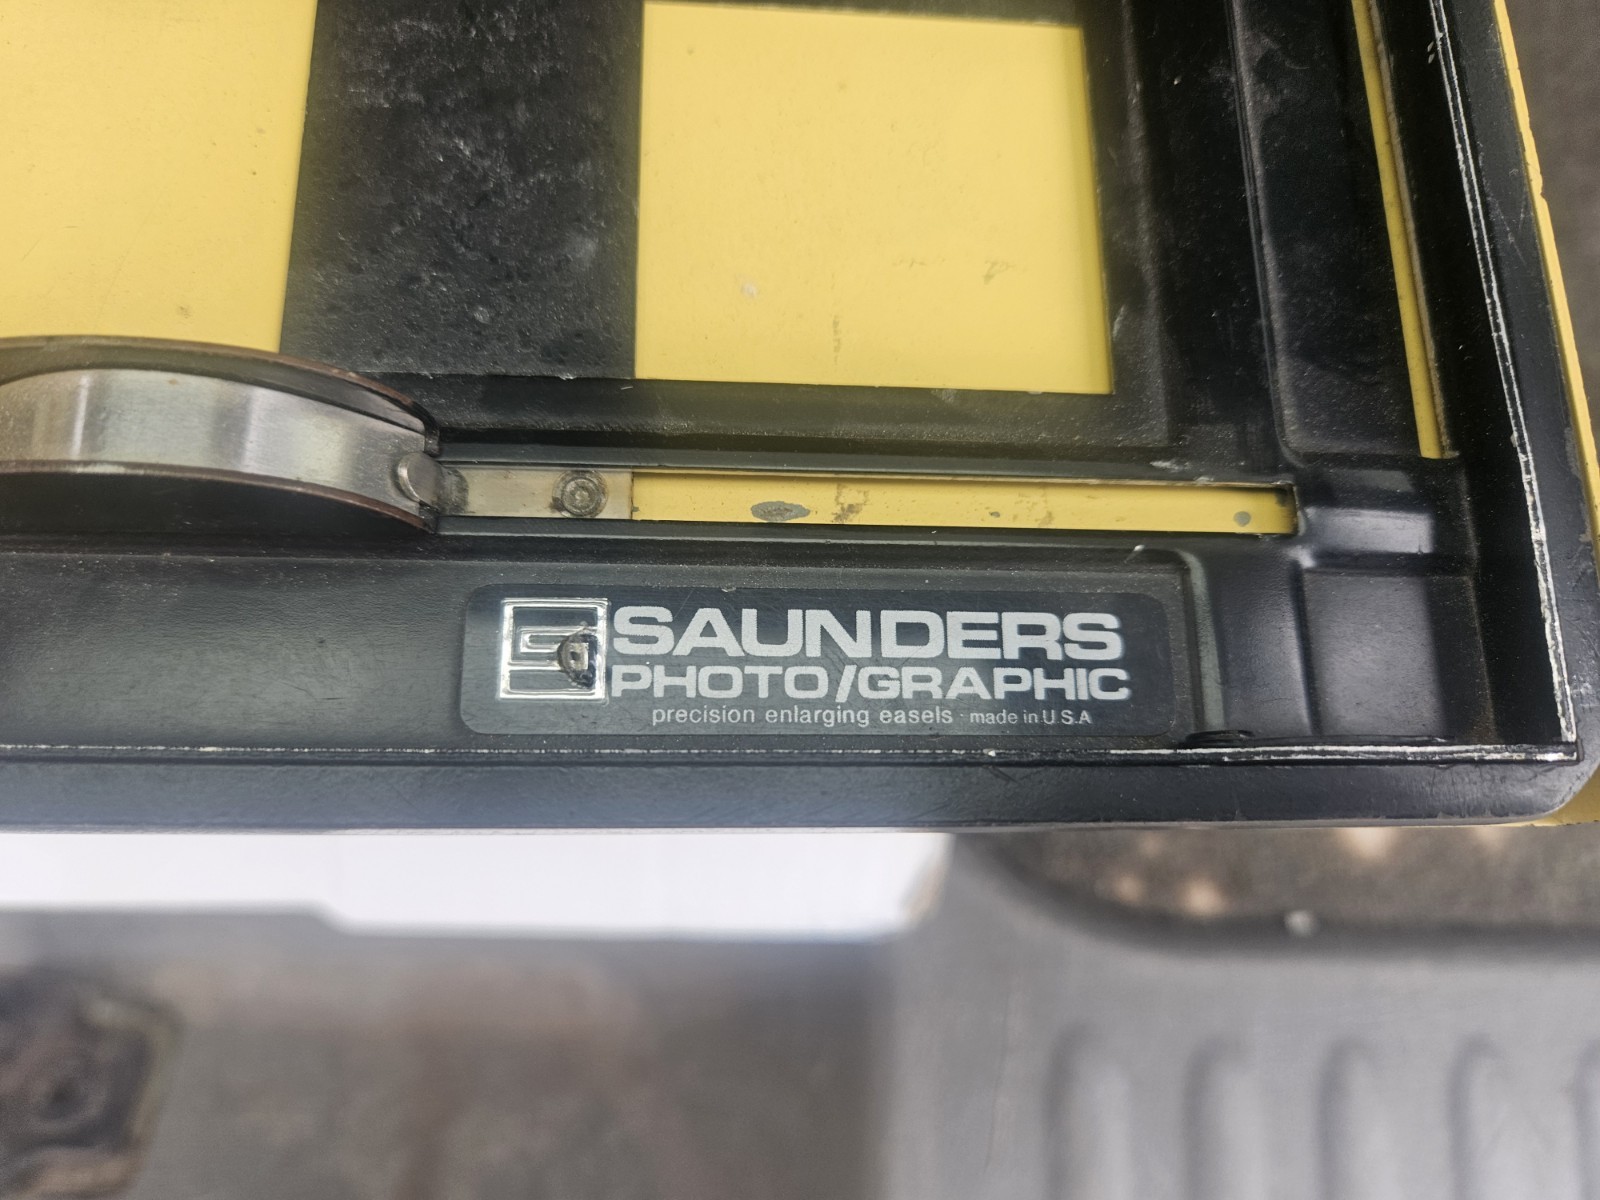 SAUNDERS
PHOTO/GRAPHIC
precision enlarging easels · made in U.S.A